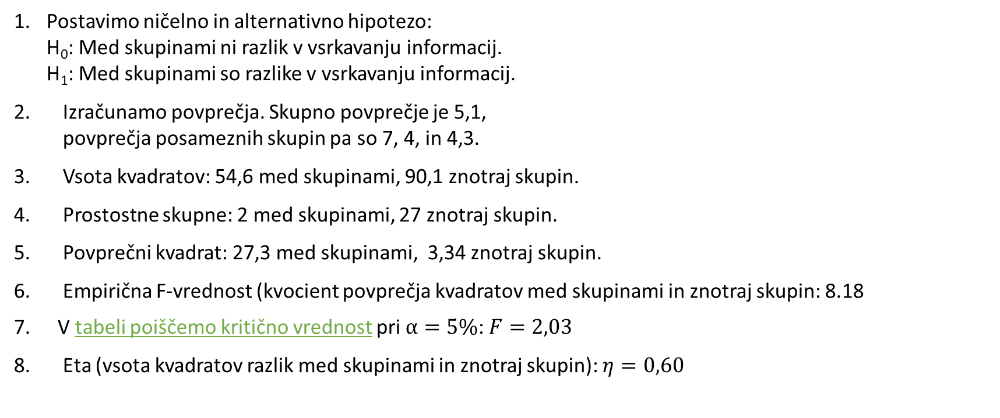 1. Postavimo ničelno in alternativno hipotezo:
H₀: Med skupinami ni razlik v vsrkavanju informacij.
H₁: Med skupinami so razlike v vsrkavanju informacij.
2. Izračunamo povprečja. Skupno povprečje je 5,1,
povprečja posameznih skupin pa so 7, 4, in 4,3.
3. Vsota kvadratov: 54,6 med skupinami, 90,1 znotraj skupin.
4. Prostostne skupne: 2 med skupinami, 27 znotraj skupin.
5. Povprečni kvadrat: 27,3 med skupinami, 3,34 znotraj skupin.
6. Empirična F-vrednost (kvocient povprečja kvadratov med skupinami in znotraj skupin: 8.18
7. V tabeli poiščemo kritično vrednost pri α = 5%: F = 2,03
8. Eta (vsota kvadratov razlik med skupinami in znotraj skupin): η = 0,60